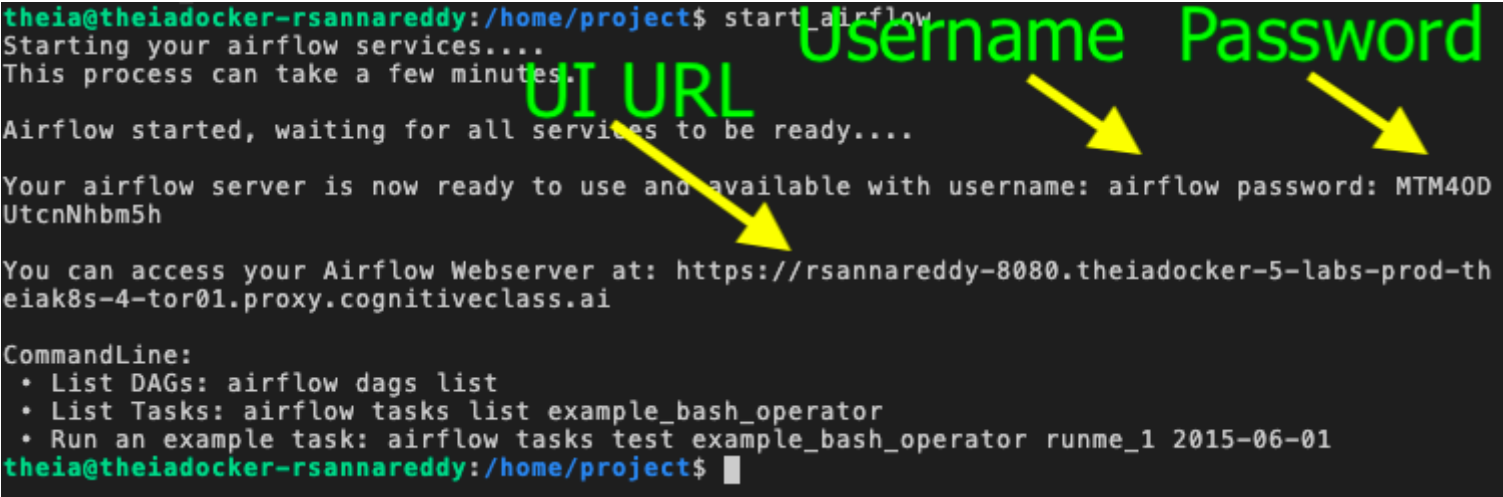 theia@theiadocker-rsannareddy:/home/project$ start_airflow
Username Password
Starting your airflow services....
This process can take a few minutes.
UI URL
Airflow started, waiting for all services to be ready....
Your airflow server is now ready to use and available with username: airflow password: MTM4OD
UtcnNhbm5h
You can access your Airflow Webserver at: https://rsannareddy-8080.theiadocker-5-labs-prod-th
eiak8s-4-tor01.proxy.cognitiveclass.ai
CommandLine:
• List DAGs: airflow dags list
• List Tasks: airflow tasks list example_bash_operator
• Run an example task: airflow tasks test example_bash_operator runme_1 2015-06-01
theia@theiadocker-rsannareddy:/home/project$